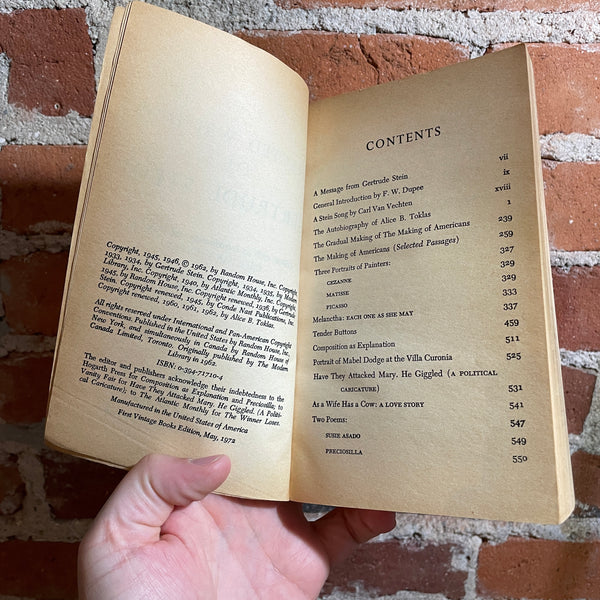 Copyright, 1945, 1946, © 1962, by Random House, Inc. Copyright,
1933, 1934, by Gertrude Stein. Copyright, 1934, 1935, by Modern
Library, Inc. Copyright, 1940, by Atlantic Monthly, Inc. Copyright,
1945, by Random House, Inc. Copyright renewed, 1956, by Gertrude
Stein. Copyright renewed, 1945, by Conde Nast Publications, Inc.
Copyright renewed, 1960, 1961, 1962, by Alice B. Toklas.
All rights reserved under International and Pan-American Copyright
Conventions. Published in the United States by Random House, Inc.,
New York, and simultaneously in Canada by Random House of
Canada Limited, Toronto. Originally published by The Modern
Library in 1962.
ISBN: 0-394-71710-4
The editor and publishers acknowledge their indebtedness to the
Hogarth Press for Composition as Explanation and Preciosilla; to
Vanity Fair for Have They Attacked Mary. He Giggled. (A Politi-
cal Caricature); to The Atlantic Monthly for The Winner Loses.
Manufactured in the United States of America
First Vintage Books Edition, May, 1972
CONTENTS
A Message from Gertrude Stein vii
General Introduction by F. W. Dupee ix
A Stein Song by Carl Van Vechten xviii
The Autobiography of Alice B. Toklas 1
The Gradual Making of The Making of Americans 239
The Making of Americans (Selected Passages) 259
Three Portraits of Painters: 327
CEZANNE 329
MATISSE 329
PICASSO 333
Melanctha: EACH ONE AS SHE MAY 337
Tender Buttons 459
Composition as Explanation 511
Portrait of Mabel Dodge at the Villa Curonia 525
Have They Attacked Mary. He Giggled (A POLITICAL
CARICATURE) 531
As a Wife Has a Cow: A LOVE STORY 541
Two Poems: 547
SUSIE ASADO 549
PRECIOSILLA 550